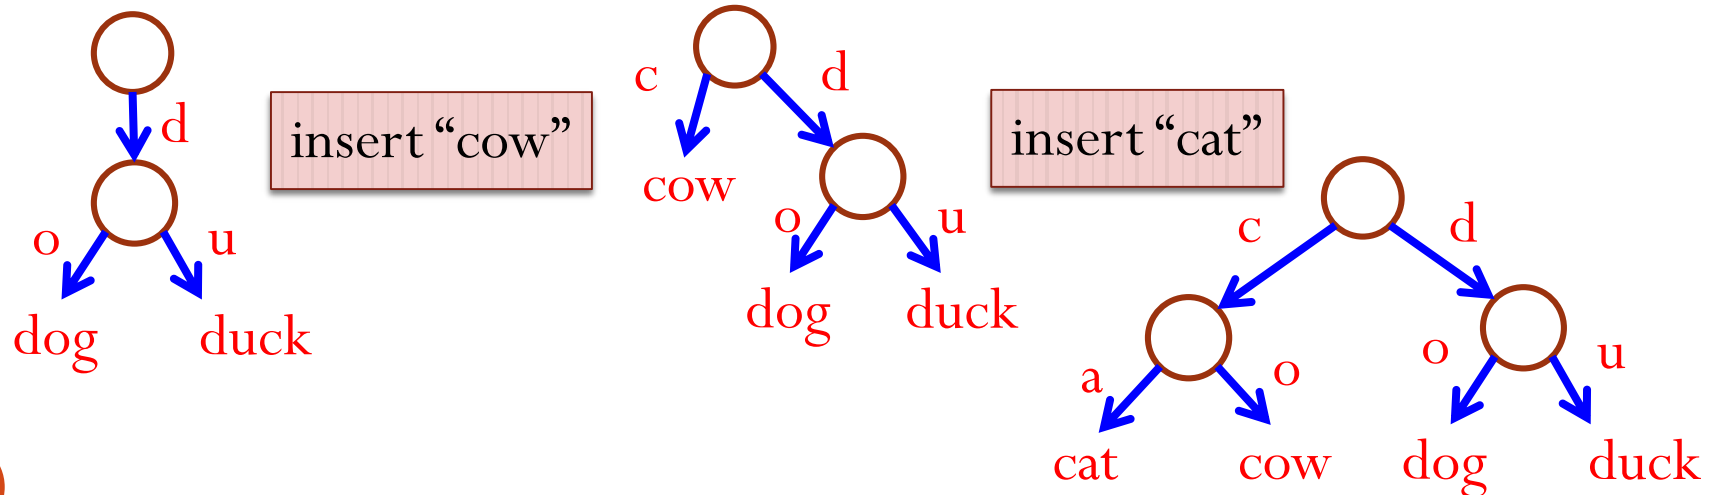 d
o
u
dog
duck
insert “cow”
c
d
cow
o
u
dog
duck
insert “cat”
c
d
a
o
o
u
cat
cow
dog
duck